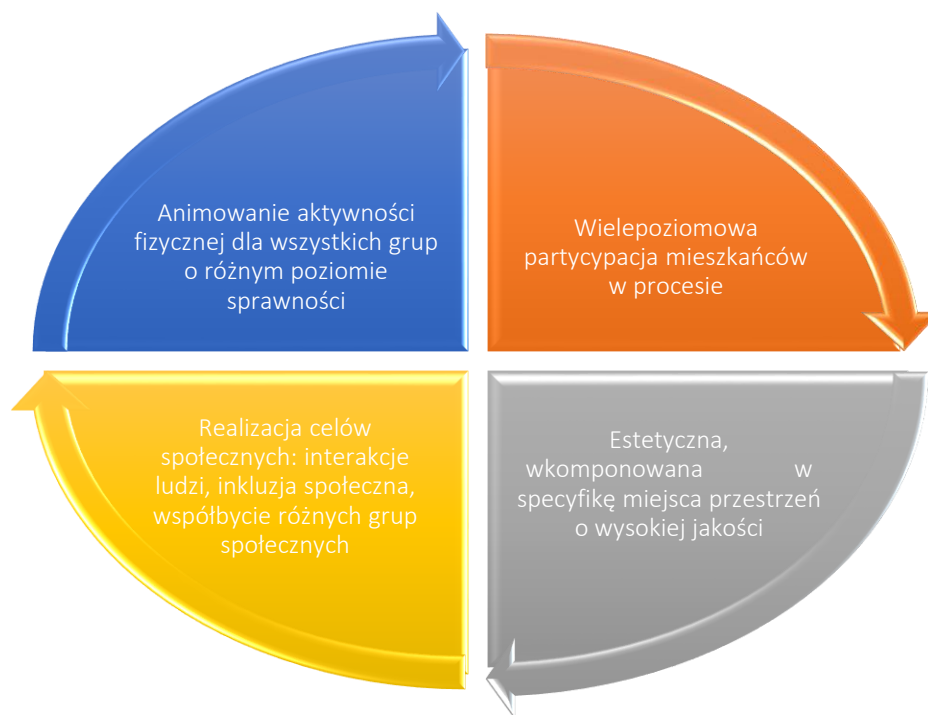 Animowanie aktywności
fizycznej dla wszystkich grup
o różnym poziomie
sprawności
Wielepoziomowa
partycypacja mieszkańców
w procesie
Realizacja celów
społecznych: interakcje
ludzi, inkluzja społeczna,
współbycie różnych grup
społecznych
Estetyczna,
wkomponowana w
specyfikę miejsca przestrzeń
o wysokiej jakości